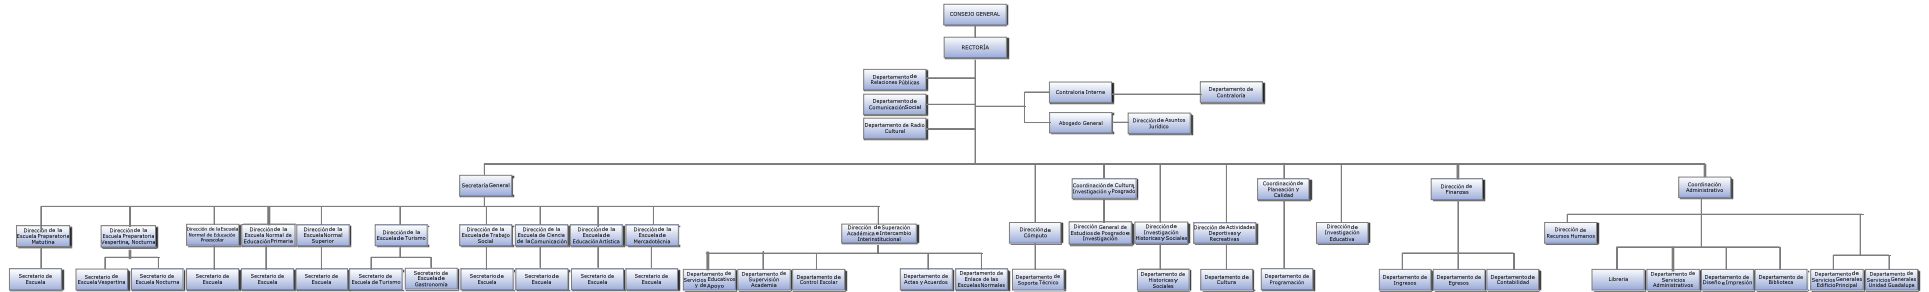 CONSEJO GENERAL
RECTORÍA
Departamento de
Relaciones Públicas
Departamento de
Comunicación Social
Departamento de Radio
Cultural
Contraloria Interna
Departamento de
Contraloria
Abogado General
Dirección de Asuntos
Jurídico
Secretaría General
Coordinación de Cultura,
Investigación y Posgrado
Coordinación de
Planeación y
Calidad
Dirección de
Finanzas
Coordinación
Administrativo
Dirección de la
Escuela Preparatoria
Matutina
Dirección de la
Escuela Preparatoria
Vespertina, Nocturna
Dirección de la Escuela
Normal de Educación
Preescolar
Dirección de la
Escuela Normal de
Educación Primaria
Dirección de la
Escuela Normal
Superior
Dirección de la
Escuela de Turismo
Dirección de la
Escuela de Trabajo
Social
Dirección de la
Escuela de Ciencia
de la Comunicación
Dirección de la
Escuela de
Educación Artística
Dirección de la
Escuela de
Mercadotecnia
Dirección de Superación
Académica e Intercambio
Interinstitucional
Dirección de
Cómputo
Dirección General de
Estudios de Posgrado e
Investigación
Dirección de
Investigación
Historicas y Sociales
Dirección de Actividades
Deportivas y
Recreativas
Dirección de
Investigación
Educativa
Dirección de
Recursos Humanos
Secretario de
Escuela
Secretario de
Escuela Vespertina
Secretario de
Escuela Nocturna
Secretario de
Escuela
Secretario de
Escuela
Secretario de
Escuela
Secretario de
Escuela de Turismo
Secretario de
Escuela de
Gastronomía
Secretario de
Escuela
Secretario de
Escuela
Secretario de
Escuela
Secretario de
Escuela
Departamento de
Servicios Educativos
y de Apoyo
Departamento de
Supervisión
Academia
Departamento de
Control Escolar
Departamento de
Actas y Acuerdos
Departamento de
Enlace de las
Escuelas Normales
Departamento de
Soporte Técnico
Departamento de
Historicas y
Sociales
Departamento de
Cultura
Departamento de
Programación
Departamento de
Ingresos
Departamento de
Egresos
Departamento de
Contabilidad
Libreria
Departamento de
Servicios
Administrativos
Departamento de
Diseño e Impresión
Departamento de
Biblioteca
Departamento de
Servicios Generales
Edificio Principal
Departamento de
Servicios Generales
Unidad Guadalupe